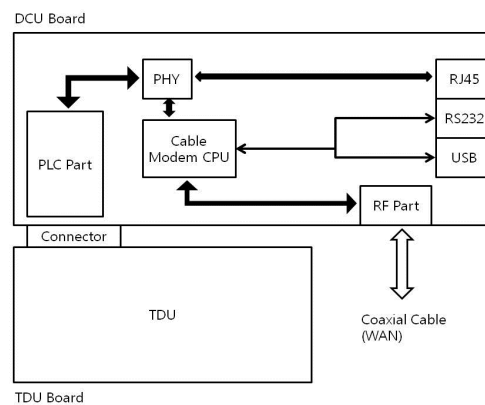 DCU Board
PHY
RJ45
RS232
USB
PLC Part
Cable
Modem CPU
RF Part
Connector
TDU
Coaxial Cable
(WAN)
TDU Board